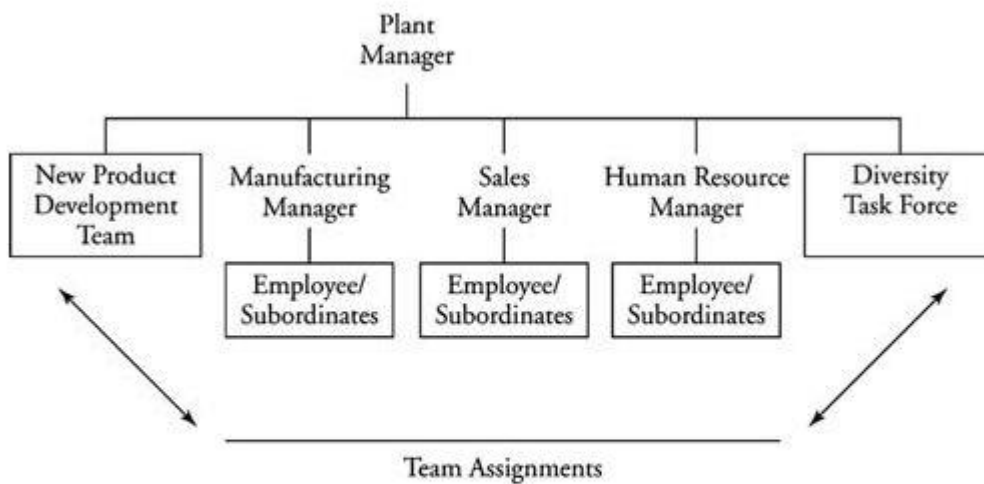 Plant
Manager
New Product
Development
Team
Manufacturing
Manager
Sales
Manager
Human Resource
Manager
Diversity
Task Force
Employee/
Subordinates
Employee/
Subordinates
Employee/
Subordinates
Team Assignments